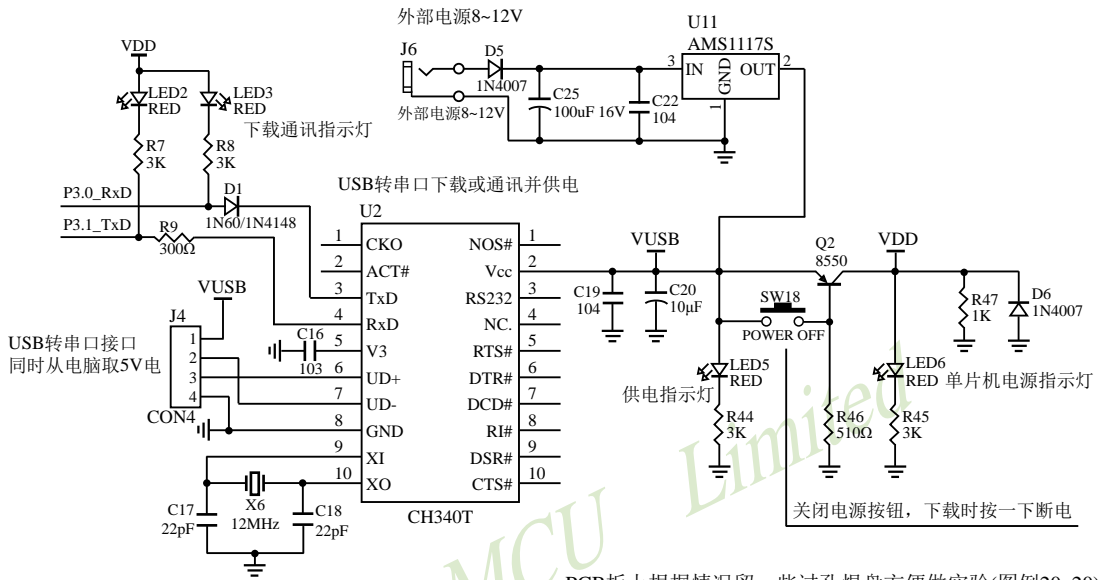 外部电源8~12V
U11
AMS1117S
J6
D5
1N4007
3
IN
OUT
2
GND
1
外部电源8~12V
C25
100uF 16V
C22
104
VDD
LED2
RED
LED3
RED
下载通讯指示灯
R7
3K
R8
3K
P3.0_RxD
D1
1N60/1N4148
P3.1_TxD
R9
300Ω
USB转串口下载或通讯并供电
U2
1 CKO NOS# 1
2 ACT# Vcc 2
3 TxD RS232 3
4 RxD NC. 4
5 V3 RTS# 5
6 UD+ DTR# 6
7 UD- DCD# 7
8 GND RI# 8
9 XI DSR# 9
10 XO CTS# 10
CH340T
VUSB
J4
1
2
3
4
CON4
USB转串口接口
同时从电脑取5V电
C16
103
C17
22pF
X6
12MHz
C18
22pF
VUSB
C19
104
C20
10μF
Q2
8550
VDD
SW18
POWER OFF
R47
1K
D6
1N4007
LED5
RED
供电指示灯
R44
3K
R46
510Ω
LED6
RED
单片机电源指示灯
R45
3K
关闭电源按钮，下载时按一下断电
MCU Limited